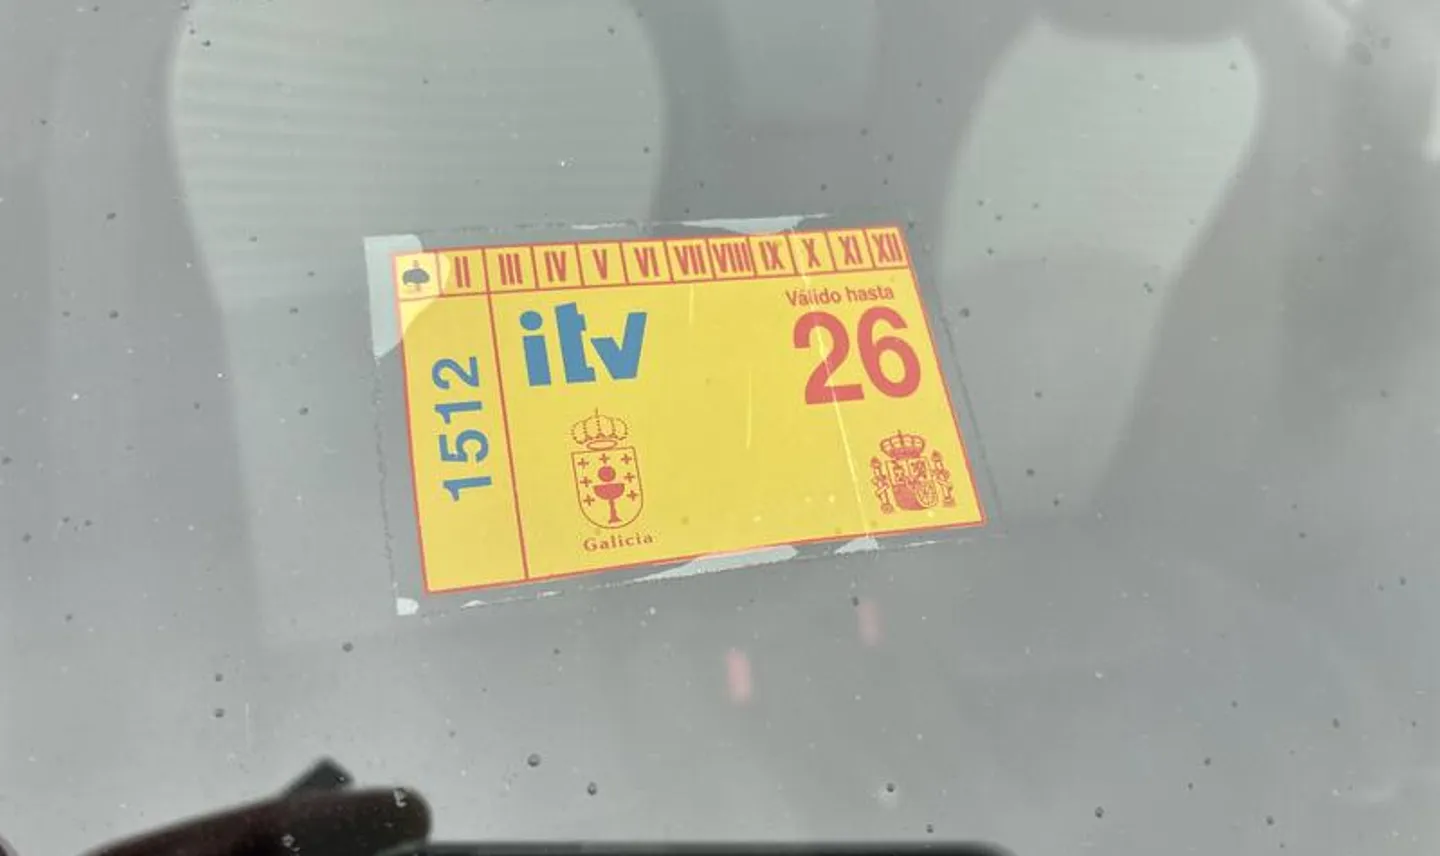 II III IV V VI VII VIII IX X XI XII
Válido hasta
itv 26
1512
Galicia